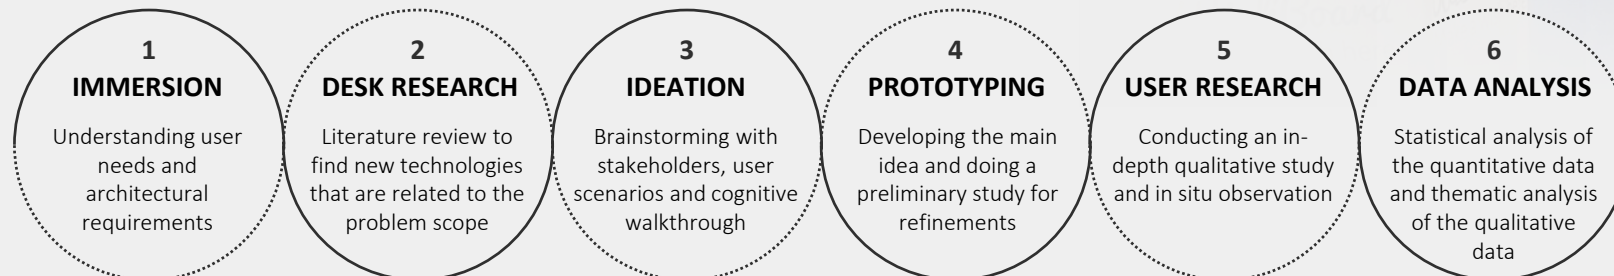 1
IMMERSION
Understanding user
needs and
architectural
requirements
2
DESK RESEARCH
Literature review to
find new technologies
that are related to the
problem scope
3
IDEATION
Brainstorming with
stakeholders, user
scenarios and cognitive
walkthrough
4
PROTOTYPING
Developing the main
idea and doing a
preliminary study for
refinements
5
USER RESEARCH
Conducting an in-
depth qualitative study
and in situ observation
6
DATA ANALYSIS
Statistical analysis of
the quantitative data
and thematic analysis
of the qualitative
data